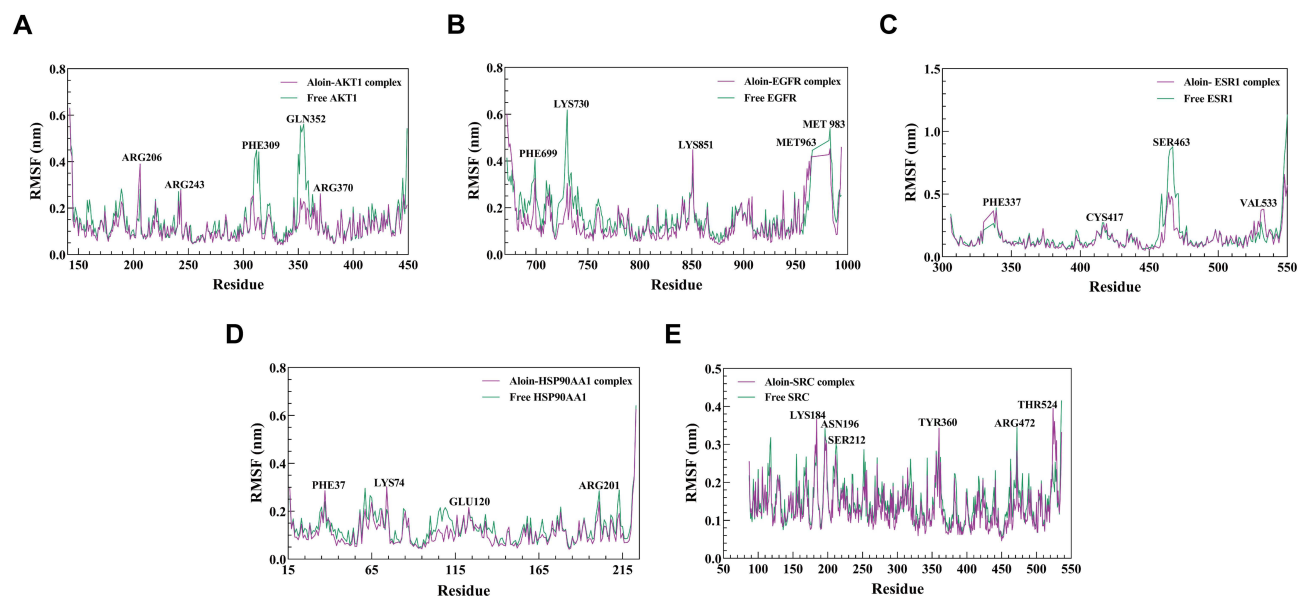 A
Aloin-AKT1 complex
Free AKT1
ARG206
ARG243
PHE309
GLN352
ARG370
RMSF (nm)
0.8
0.6
0.4
0.2
0.0
150 200 250 300 350 400 450
Residue
B
Aloin-EGFR complex
Free EGFR
PHE699
LYS730
LYS851
MET963
MET 983
RMSF (nm)
0.8
0.6
0.4
0.2
0.0
700 750 800 850 900 950 1000
Residue
C
Aloin- ESR1 complex
Free ESR1
PHE337
CYS417
SER463
VAL533
RMSF (nm)
1.5
1.0
0.5
0.0
300 350 400 450 500 550
Residue
D
Aloin-HSP90AA1 complex
Free HSP90AA1
PHE37
LYS74
GLU120
ARG201
RMSF (nm)
0.8
0.6
0.4
0.2
0.0
15 65 115 165 215
Residue
E
Aloin-SRC complex
Free SRC
LYS184
ASN196
SER212
TYR360
ARG472
THR524
RMSF (nm)
0.5
0.4
0.3
0.2
0.1
0.0
50 100 150 200 250 300 350 400 450 500 550
Residue